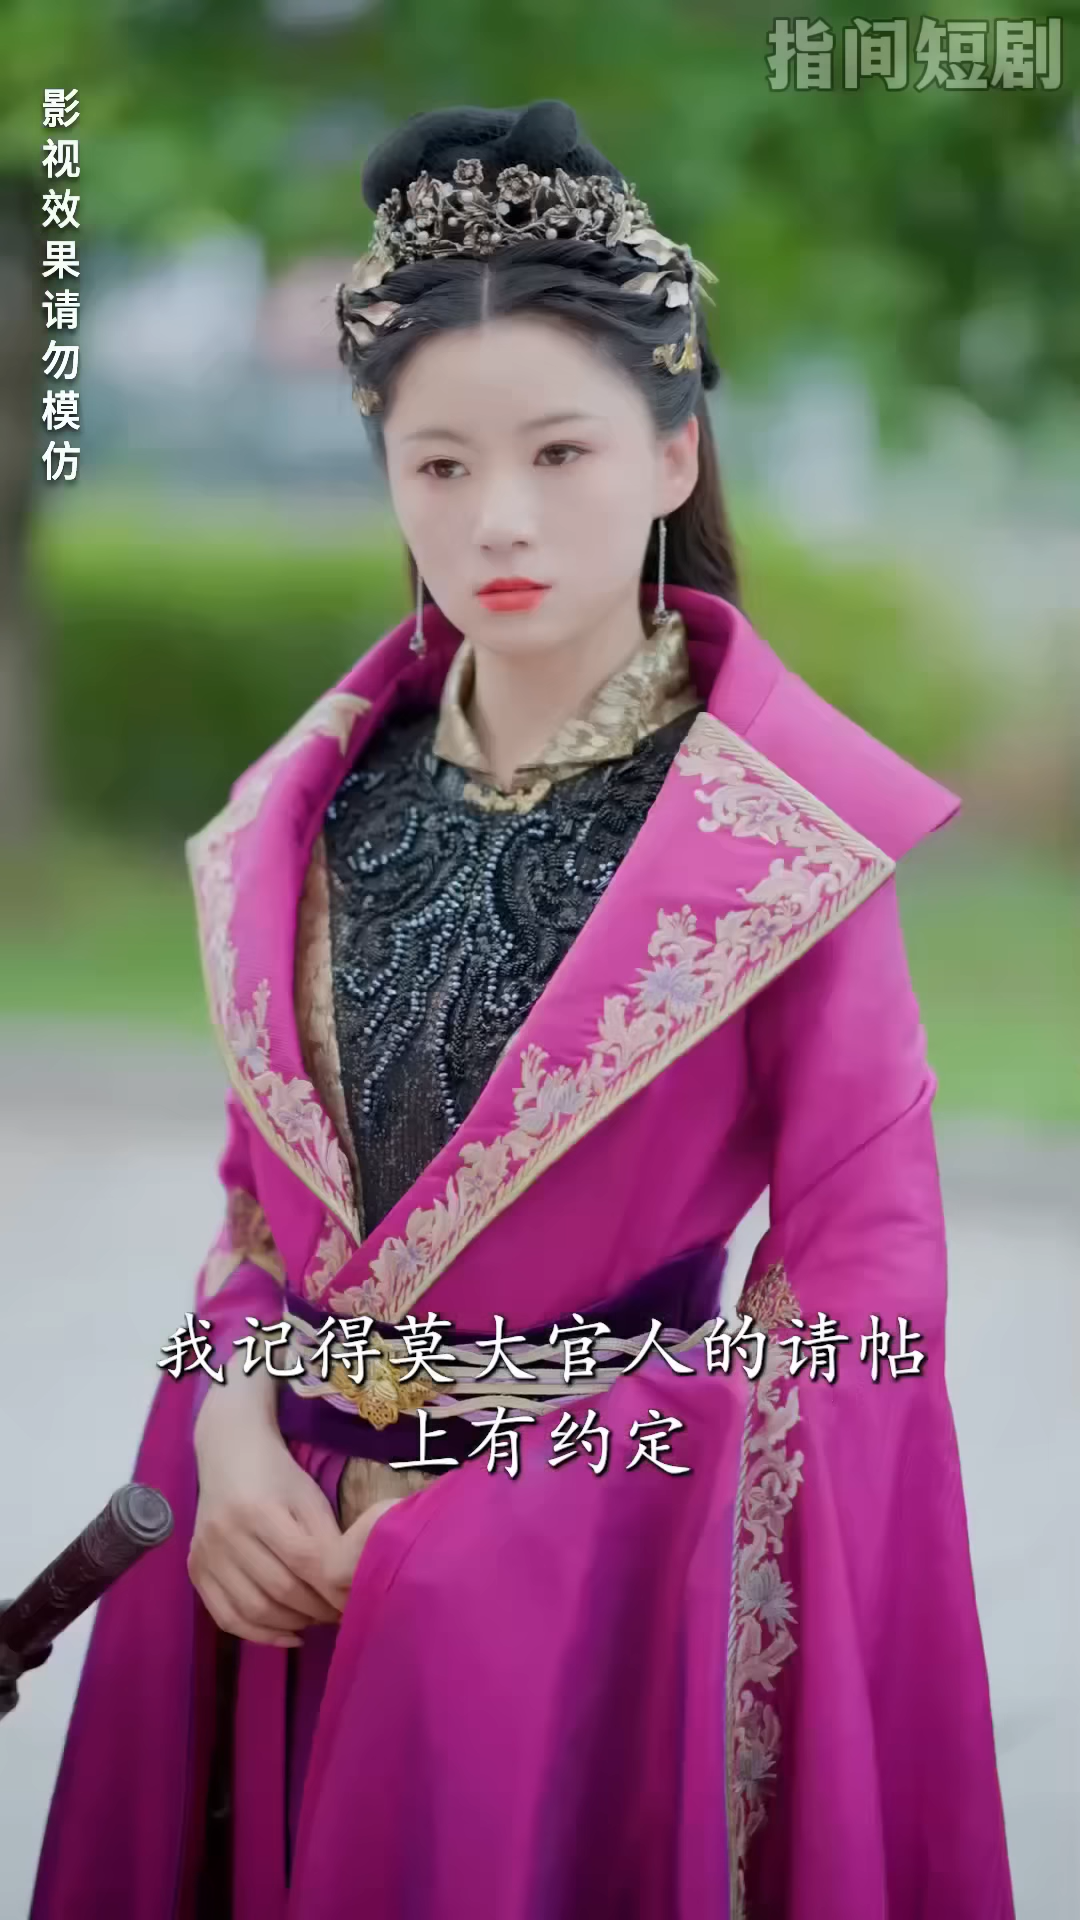 指间短剧
影视效果请勿模仿
我记得莫大官人的请帖
上有约定